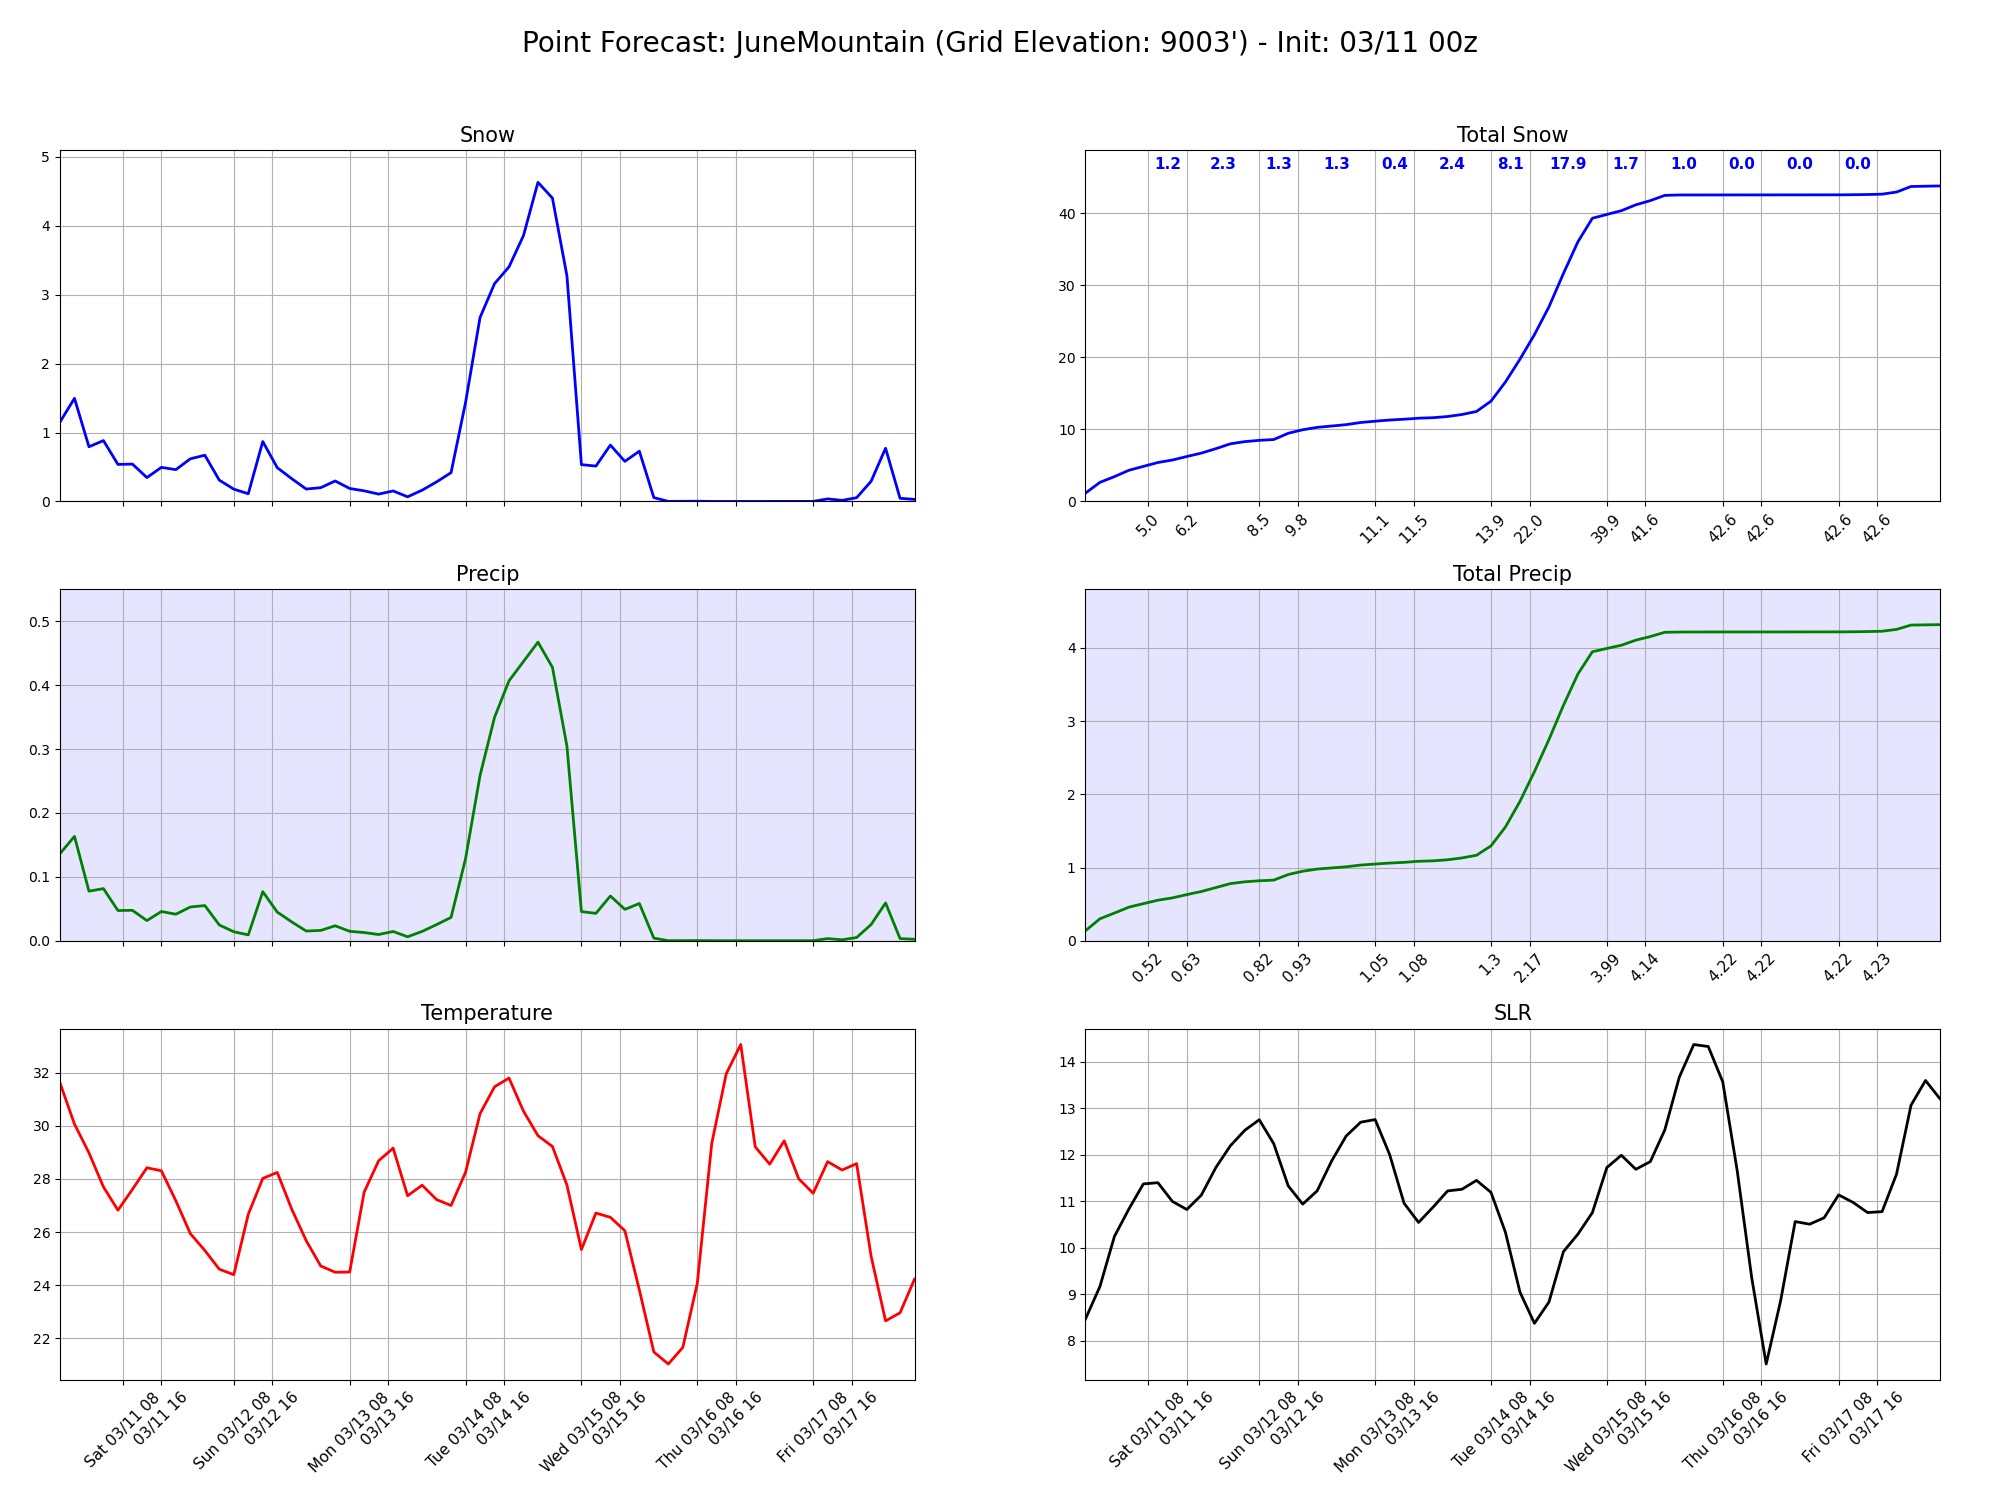 Point Forecast: JuneMountain (Grid Elevation: 9003') - Init: 03/11 00z
Snow
5
4
3
2
1
0
Total Snow
1.2 2.3 1.3 1.3 0.4 2.4 8.1 17.9 1.7 1.0 0.0 0.0 0.0
40
30
20
10
0
5.0 6.2 8.5 9.8 11.1 11.5 13.9 22.0 39.9 41.6 42.6 42.6 42.6 42.6
Precip
0.5
0.4
0.3
0.2
0.1
0.0
Total Precip
4
3
2
1
0
0.52 0.63 0.82 0.93 1.05 1.08 1.3 2.17 3.99 4.14 4.22 4.22 4.22 4.23
Temperature
32
30
28
26
24
22
Sat 03/11 08
03/11 16
Sun 03/12 08
03/12 16
Mon 03/13 08
03/13 16
Tue 03/14 08
03/14 16
Wed 03/15 08
03/15 16
Thu 03/16 08
03/16 16
Fri 03/17 08
03/17 16
SLR
14
13
12
11
10
9
8
Sat 03/11 08
03/11 16
Sun 03/12 08
03/12 16
Mon 03/13 08
03/13 16
Tue 03/14 08
03/14 16
Wed 03/15 08
03/15 16
Thu 03/16 08
03/16 16
Fri 03/17 08
03/17 16